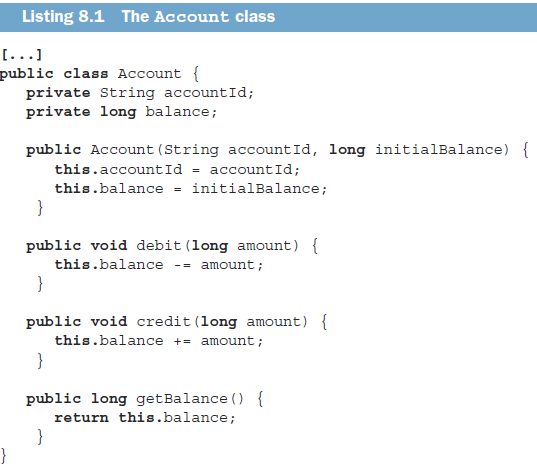 Listing 8.1 The Account class
[...]
public class Account {
private String accountId;
private long balance;
public Account(String accountId, long initialBalance) {
this.accountId = accountId;
this.balance = initialBalance;
}
public void debit(long amount) {
this.balance -= amount;
}
public void credit(long amount) {
this.balance += amount;
}
public long getBalance() {
return this.balance;
}
}